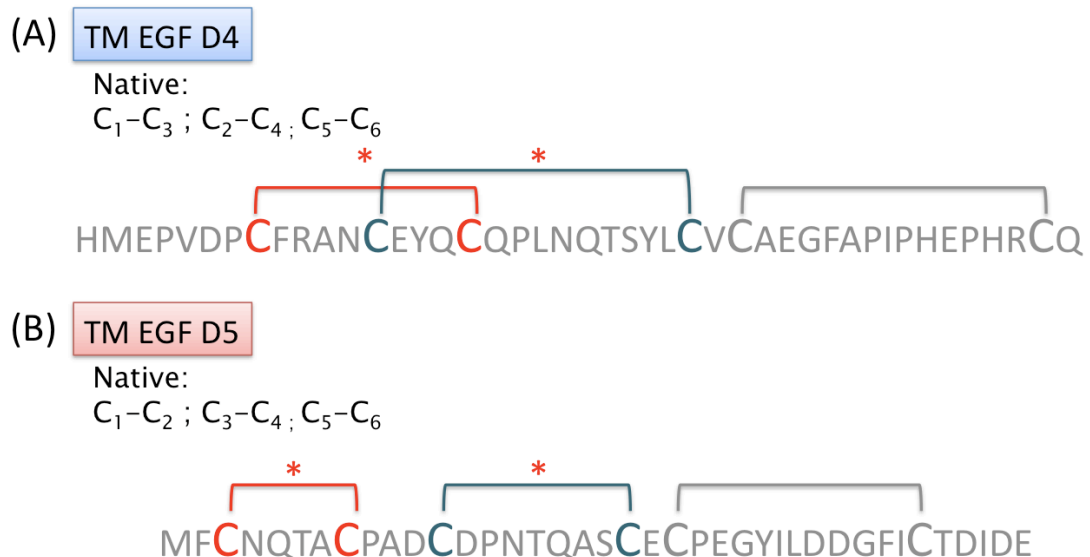 (A) TM EGF D4
Native:
C₁–C₃ ; C₂–C₄ ; C₅–C₆
* *
HMEPVDPCFRANCEYQCQPLNQTSYLCVCAEGFAPIPHEPHRCQ
(B) TM EGF D5
Native:
C₁–C₂ ; C₃–C₄ ; C₅–C₆
* *
MFCNQTACPADCDPNTQASCECPEGYILDDGFICTDIDE